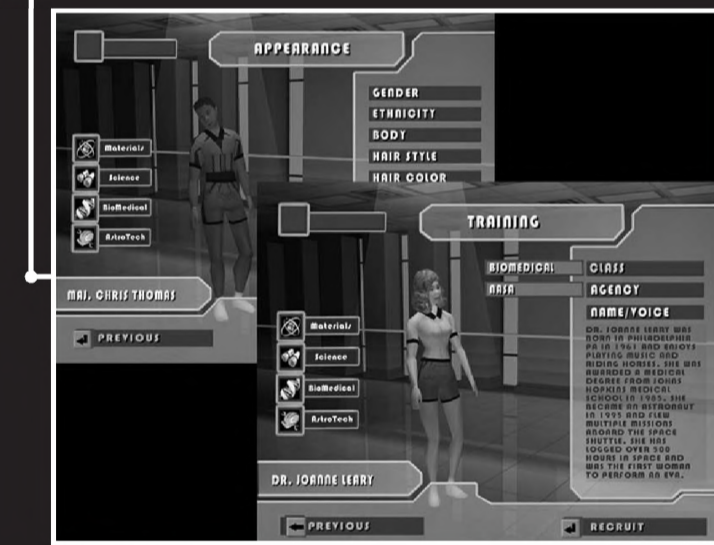 APPEARANCE
GENDER
ETHNICITY
BODY
HAIR STYLE
HAIR COLOR
Materials
Science
BioMedical
AstroTech
MAJ. CHRIS THOMAS
PREVIOUS
TRAINING
BIOMEDICAL CLASS
NASA AGENCY
NAME/VOICE
DR. JOANNE LEARY WAS
BORN IN PHILADELPHIA
PA IN 1961 AND ENJOYS
PLAYING MUSIC AND
RIDING HORSES. SHE WAS
AWARDED A MEDICAL
DEGREE FROM JOHNS
HOPKINS MEDICAL
SCHOOL IN 1985. SHE
BECAME AN ASTRONAUT
IN 1995 AND FLEW
MULTIPLE MISSIONS
ABOARD THE SPACE
SHUTTLE. SHE HAS
LOGGED OVER 500
HOURS IN SPACE AND
WAS THE FIRST WOMAN
TO PERFORM AN EVA.
Materials
Science
BioMedical
AstroTech
DR. JOANNE LEARY
PREVIOUS
RECRUIT